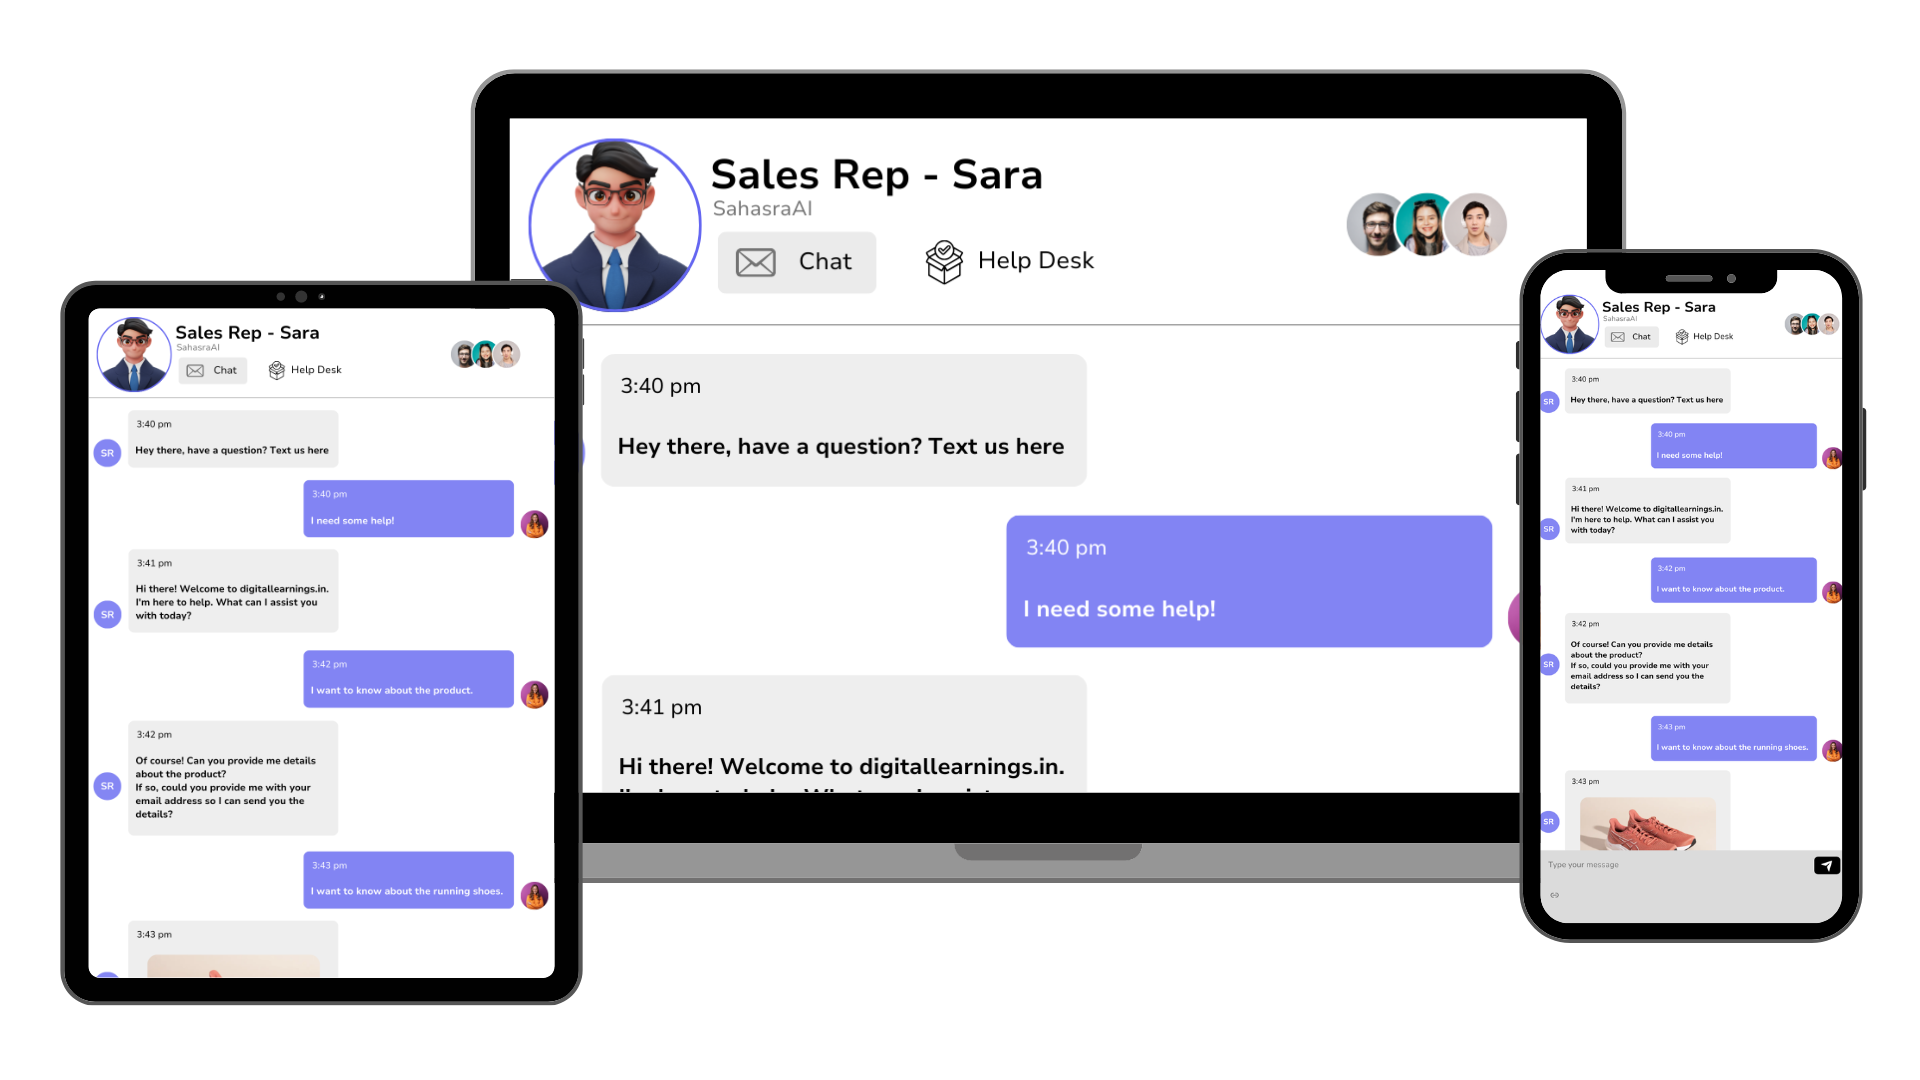 Sales Rep - Sara
SahasraAI
Chat
Help Desk
3:40 pm
Hey there, have a question? Text us here
3:40 pm
I need some help!
3:41 pm
Hi there! Welcome to digitallearnings.in.
Sales Rep - Sara
SahasraAI
Chat
Help Desk
3:40 pm
SR
Hey there, have a question? Text us here
3:40 pm
I need some help!
3:41 pm
Hi there! Welcome to digitallearnings.in.
I'm here to help. What can I assist you
SR
with today?
3:42 pm
I want to know about the product.
3:42 pm
Of course! Can you provide me details
about the product?
SR
If so, could you provide me with your
email address so I can send you the
details?
3:43 pm
I want to know about the running shoes.
3:43 pm
Sales Rep - Sara
SahasraAI
Chat
Help Desk
3:40 pm
SR
Hey there, have a question? Text us here
3:40 pm
I need some help!
3:41 pm
Hi there! Welcome to digitallearnings.in.
I'm here to help. What can I assist you
SR
with today?
3:42 pm
I want to know about the product.
3:42 pm
Of course! Can you provide me details
about the product?
SR
If so, could you provide me with your
email address so I can send you the
details?
3:43 pm
I want to know about the running shoes.
3:43 pm
SR
Type your message